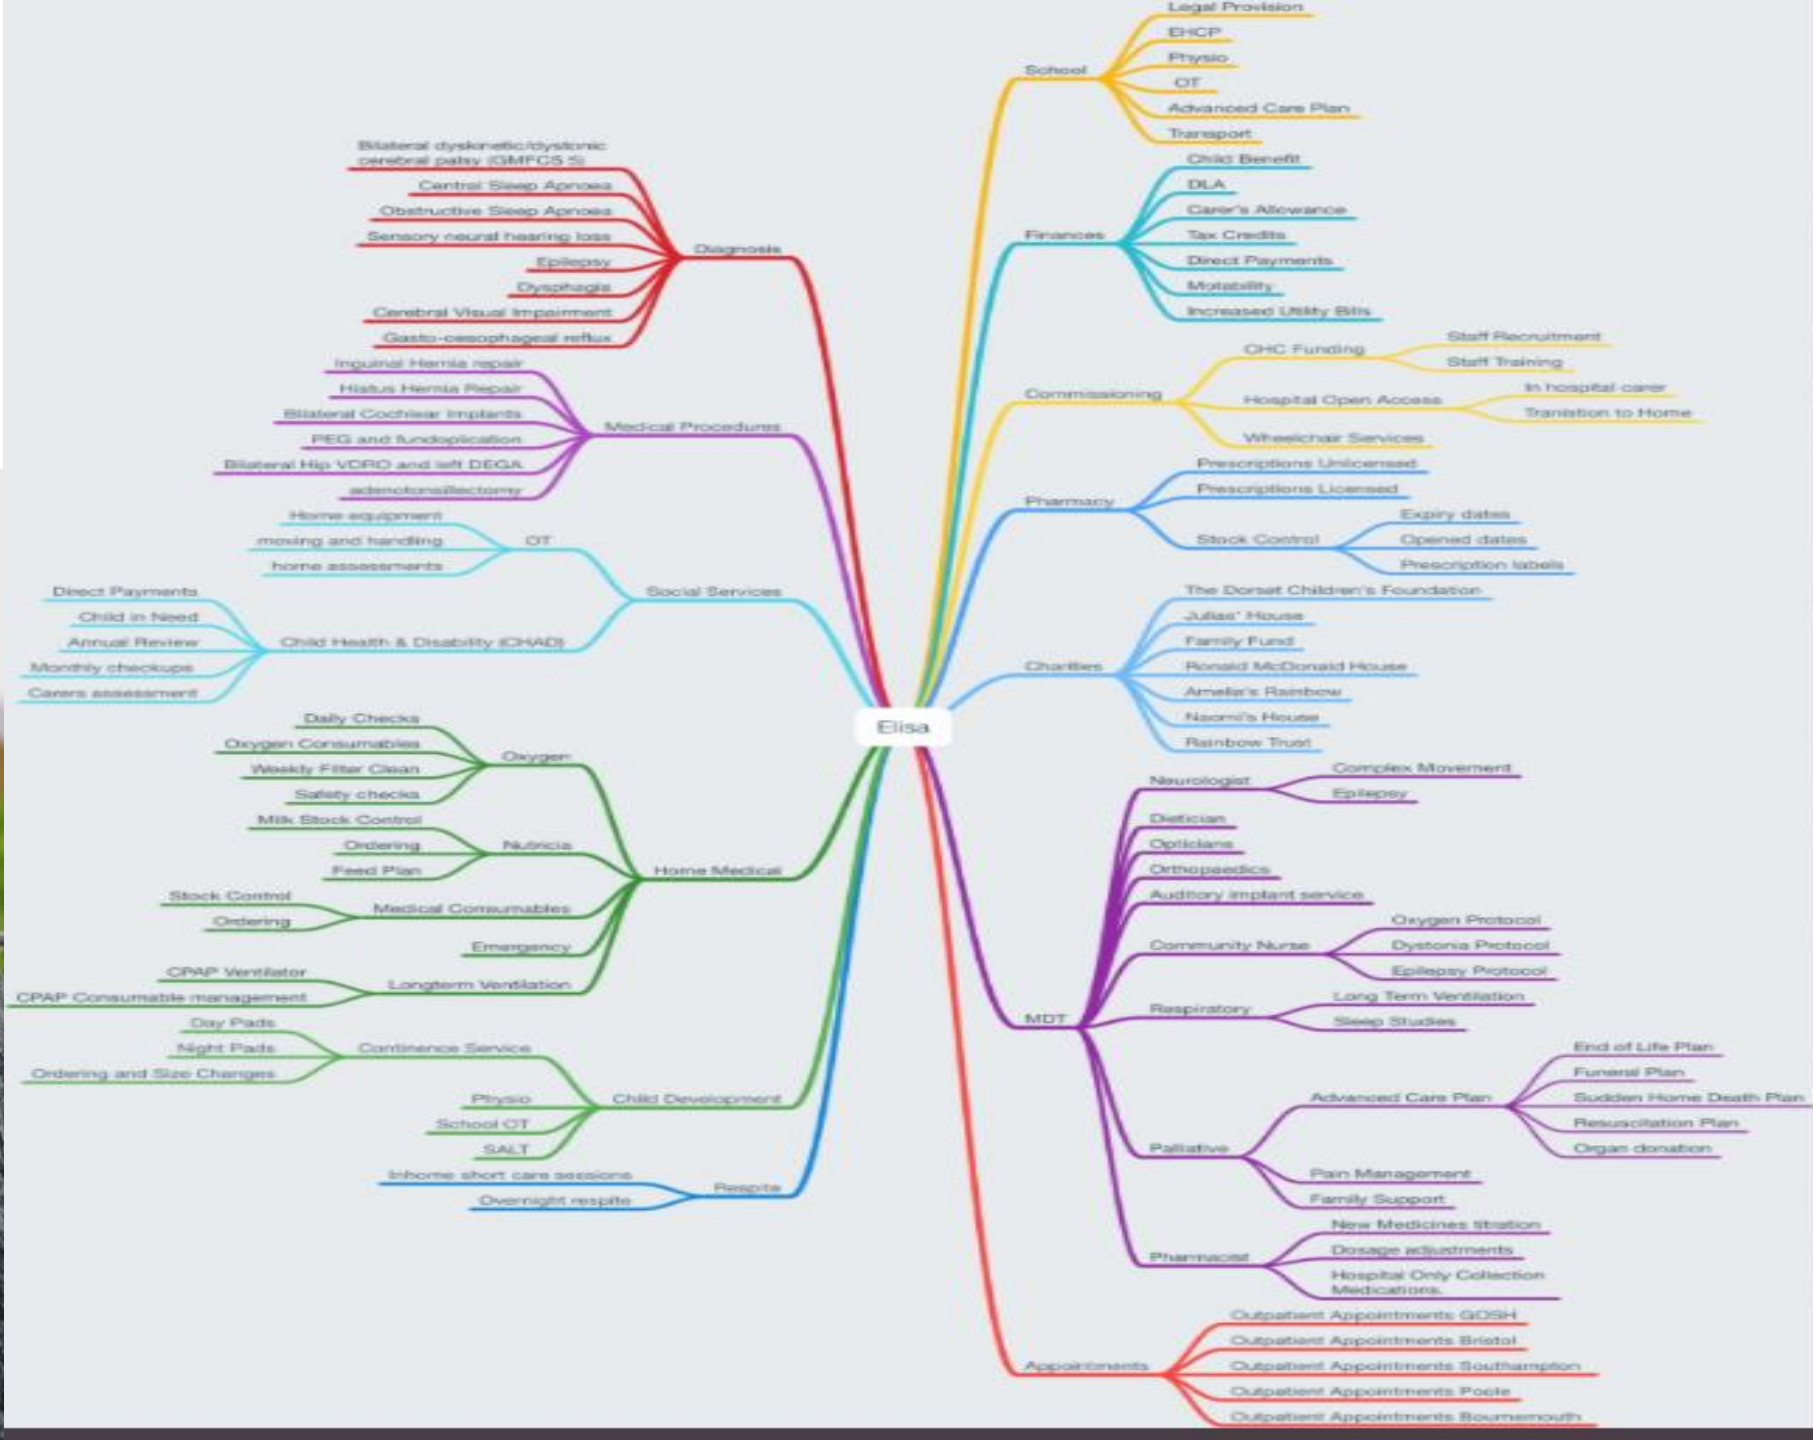 Legal Provision
EHCP
Physio
School
OT
Advanced Care Plan
Transport
Child Benefit
DLA
Carer's Allowance
Finances
Tax Credits
Direct Payments
Motability
Increased Utility Bills
Staff Recruitment
CHC Funding
Staff Training
In hospital carer
Commissioning
Hospital Open Access
Tranistion to Home
Wheelchair Services
Prescriptions Unlicensed
Prescriptions Licensed
Pharmacy
Expiry dates
Stock Control
Opened dates
Prescription labels
The Dorset Children's Foundation
Julias' House
Family Fund
Charities
Ronald McDonald House
Amelia's Rainbow
Naomi's House
Rainbow Trust
Elisa
Bilateral dyskinetic/dystonic
cerebral palsy (GMFCS 5)
Central Sleep Apnoea
Obstructive Sleep Apnoea
Sensory neural hearing loss
Diagnosis
Epilepsy
Dysphagia
Cerebral Visual Impairment
Gasto-oesophageal reflux
Inguinal Hernia repair
Hiatus Hernia Repair
Bilateral Cochlear Implants
Medical Procedures
PEG and fundoplication
Bilateral Hip VDRO and left DEGA
adenotonsillectomy
Home equipment
moving and handling
OT
home assessments
Social Services
Direct Payments
Child in Need
Annual Review
Child Health & Disability (CHAD)
Monthly checkups
Carers assessment
Daily Checks
Oxygen Consumables
Oxygen
Weekly Filter Clean
Safety checks
Milk Stock Control
Ordering
Nutricia
Feed Plan
Home Medical
Stock Control
Medical Consumables
Ordering
Emergency
CPAP Ventilator
Longterm Ventilation
CPAP Consumable management
Day Pads
Night Pads
Continence Service
Ordering and Size Changes
Physio
Child Development
School OT
SALT
Inhome short care sessions
Respite
Overnight respite
Neurologist
Complex Movement
Epilepsy
Dietician
Opticians
Orthopaedics
Auditory implant service
Community Nurse
Oxygen Protocol
Dystonia Protocol
Epilepsy Protocol
MDT
Respiratory
Long Term Ventilation
Sleep Studies
End of Life Plan
Funeral Plan
Advanced Care Plan
Sudden Home Death Plan
Resuscitation Plan
Palliative
Organ donation
Pain Management
Family Support
New Medicines titration
Pharmacist
Dosage adjustments
Hospital Only Collection
Medications.
Outpatient Appointments GOSH
Outpatient Appointments Bristol
Appointments
Outpatient Appointments Southampton
Outpatient Appointments Poole
Outpatient Appointments Bournemouth